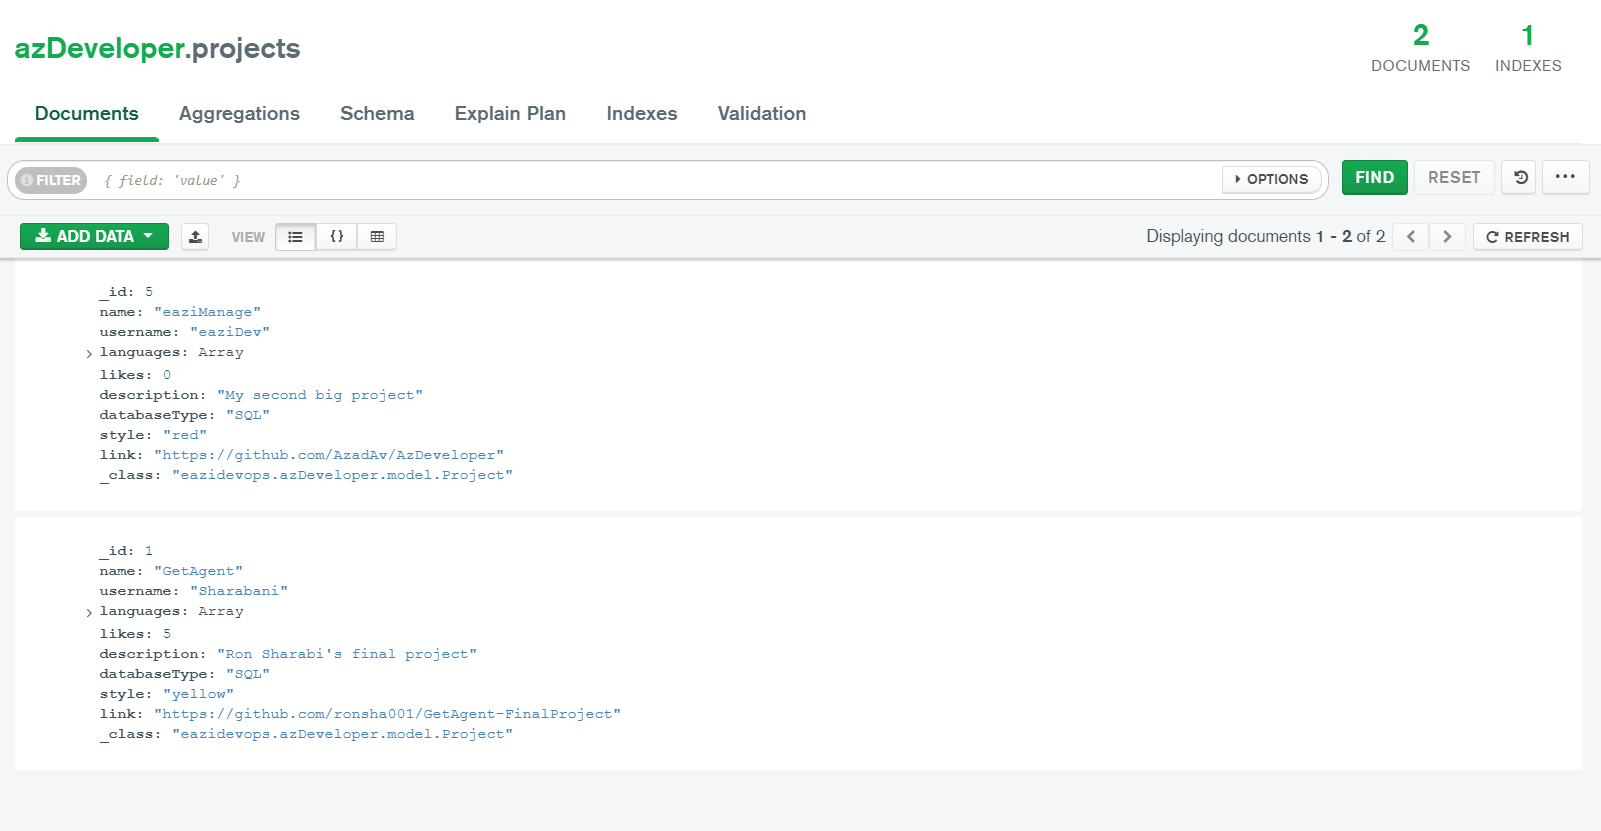 azDeveloper.projects
2
DOCUMENTS
1
INDEXES
Documents Aggregations Schema Explain Plan Indexes Validation
FILTER { field: 'value' } OPTIONS FIND RESET ...
ADD DATA VIEW {} Displaying documents 1 - 2 of 2 < > REFRESH
_id: 5
name: "eaziManage"
username: "eaziDev"
> languages: Array
likes: 0
description: "My second big project"
databaseType: "SQL"
style: "red"
link: "https://github.com/AzadAv/AzDeveloper"
_class: "eazidevops.azDeveloper.model.Project"
_id: 1
name: "GetAgent"
username: "Sharabani"
> languages: Array
likes: 5
description: "Ron Sharabi's final project"
databaseType: "SQL"
style: "yellow"
link: "https://github.com/ronsha001/GetAgent-FinalProject"
_class: "eazidevops.azDeveloper.model.Project"